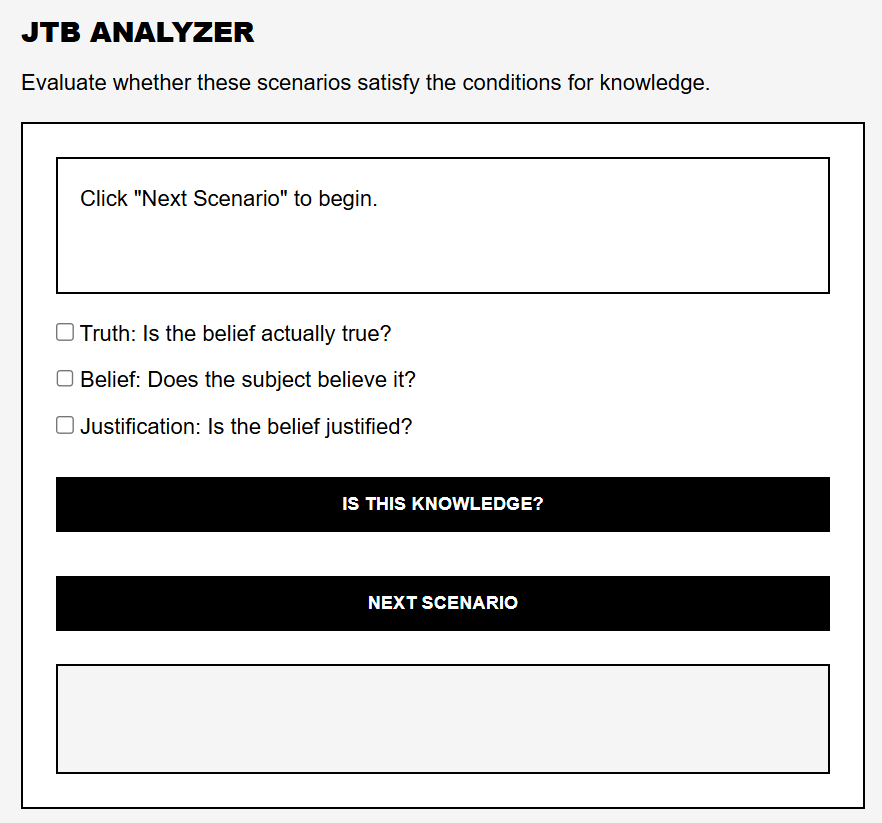 JTB ANALYZER
Evaluate whether these scenarios satisfy the conditions for knowledge.
Click "Next Scenario" to begin.
Truth: Is the belief actually true?
Belief: Does the subject believe it?
Justification: Is the belief justified?
IS THIS KNOWLEDGE?
NEXT SCENARIO